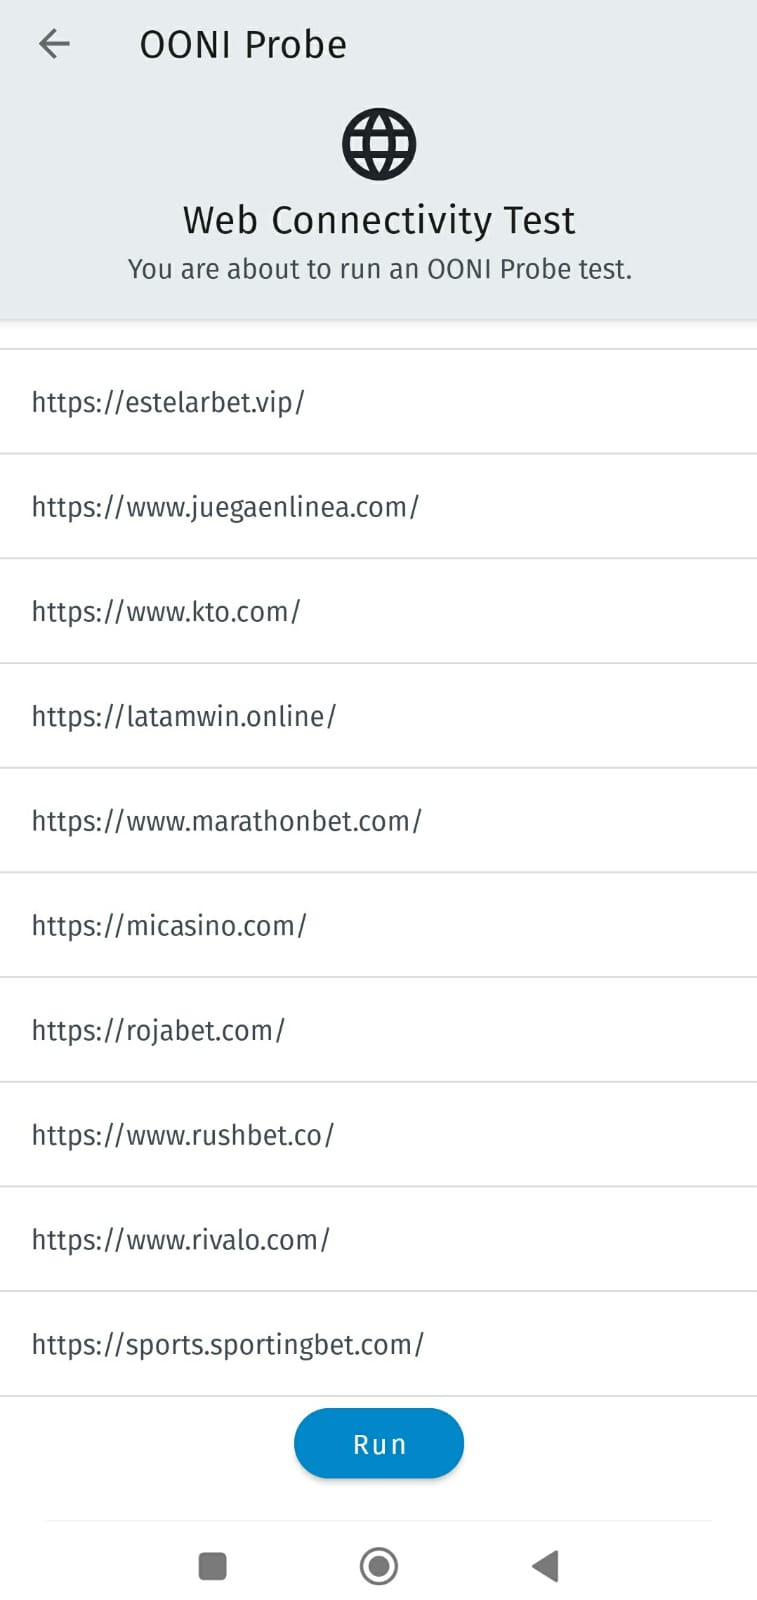 OONI Probe
Web Connectivity Test
You are about to run an OONI Probe test.
https://estelarbet.vip/
https://www.juegaenlinea.com/
https://www.kto.com/
https://latamwin.online/
https://www.marathonbet.com/
https://micasino.com/
https://rojabet.com/
https://www.rushbet.co/
https://www.rivalo.com/
https://sports.sportingbet.com/
Run